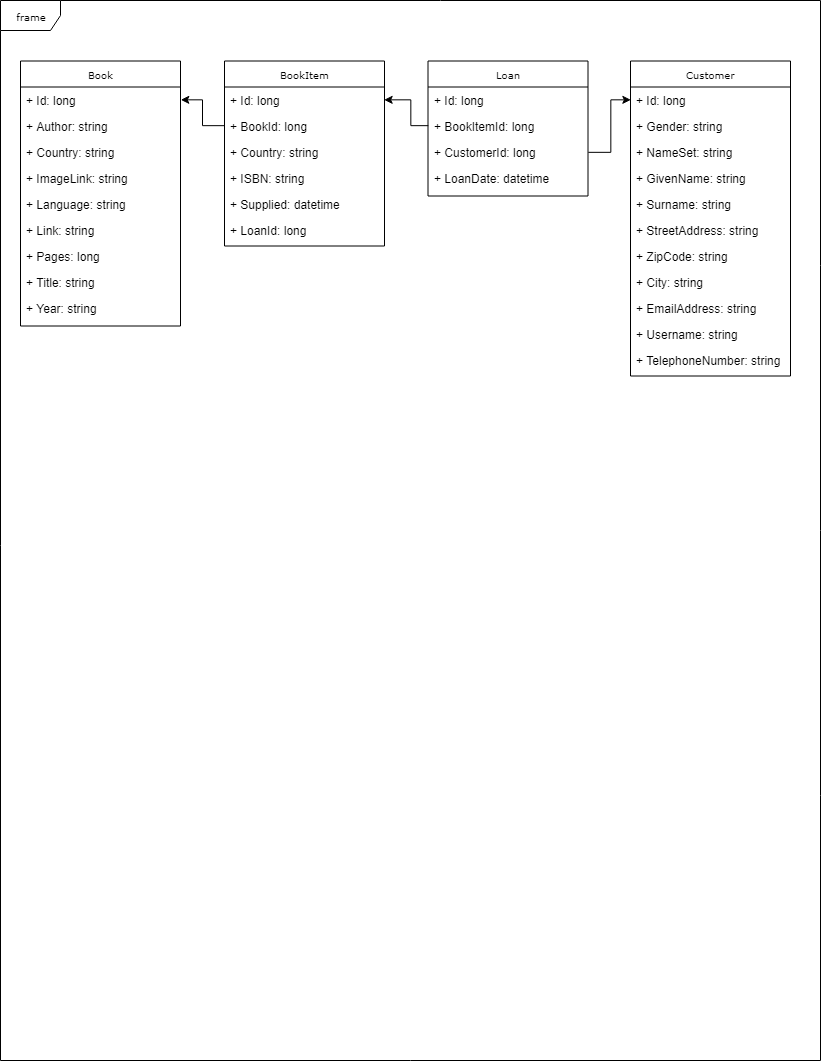 frame
Book
+ Id: long
+ Author: string
+ Country: string
+ ImageLink: string
+ Language: string
+ Link: string
+ Pages: long
+ Title: string
+ Year: string
BookItem
+ Id: long
+ BookId: long
+ Country: string
+ ISBN: string
+ Supplied: datetime
+ LoanId: long
Loan
+ Id: long
+ BookItemId: long
+ CustomerId: long
+ LoanDate: datetime
Customer
+ Id: long
+ Gender: string
+ NameSet: string
+ GivenName: string
+ Surname: string
+ StreetAddress: string
+ ZipCode: string
+ City: string
+ EmailAddress: string
+ Username: string
+ TelephoneNumber: string